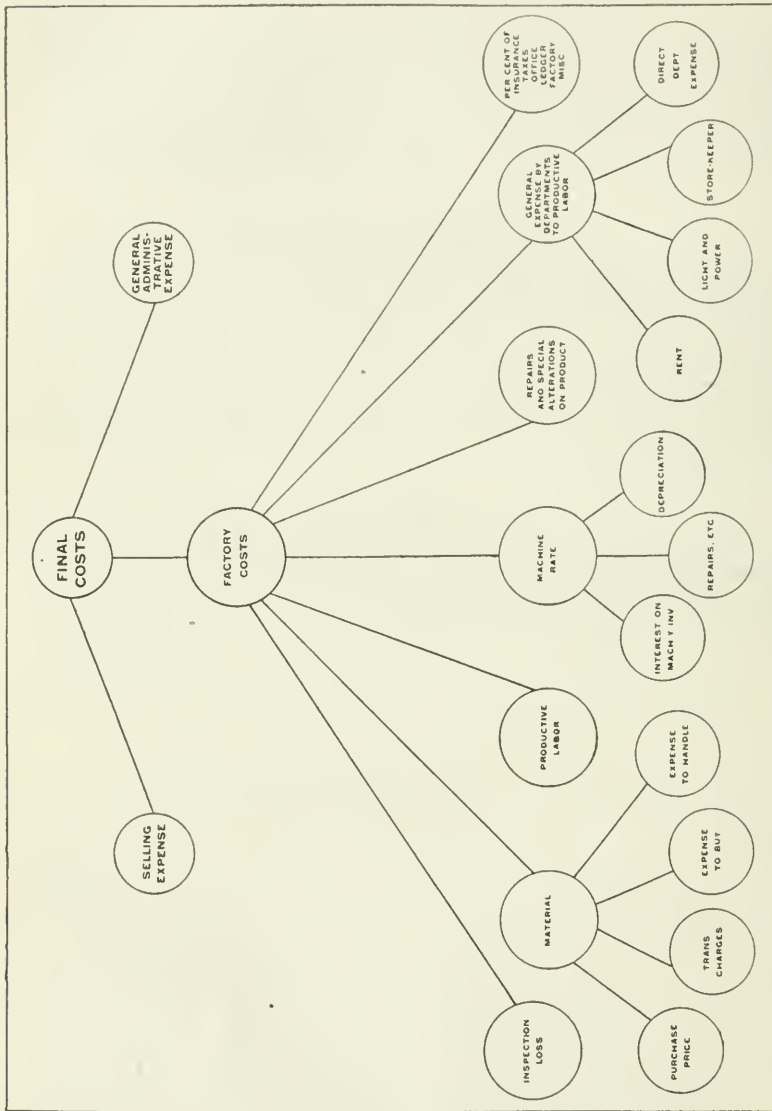 FINAL
COSTS
SELLING
EXPENSE
GENERAL
ADMINIS-
TRATIVE
EXPENSE
FACTORY
COSTS
INSPECTION
LOSS
MATERIAL
PRODUCTIVE
LABOR
MACHINE
RATE
REPAIRS
AND SPECIAL
ALTERATIONS
ON PRODUCT
GENERAL
EXPENSE BY
DEPARTMENTS
TO PRODUCTIVE
LABOR
PER CENT OF
INSURANCE
TAXES
OFFICE
LEDGER
FACTORY
MISC
PURCHASE
PRICE
TRANS
CHARGES
EXPENSE
TO BUT
EXPENSE
TO HANDLE
INTEREST ON
MACH'Y INV
REPAIRS, ETC
DEPRECIATION
RENT
LIGHT AND
POWER
STORE-KEEPER
DIRECT
DEPT
EXPENSE